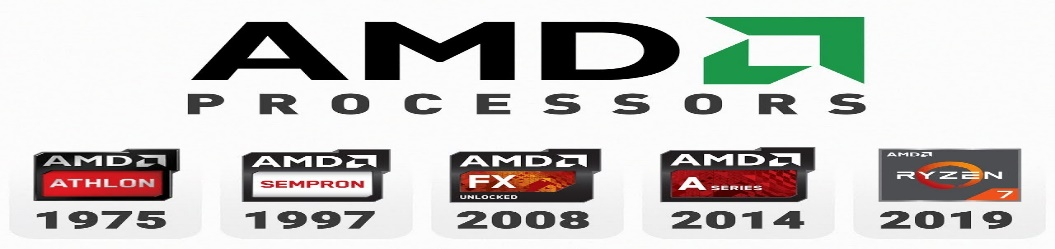 AMD
PROCESSORS
AMD
ATHLON
1975
AMD
SEMPRON
1997
AMD
FX
UNLOCKED
2008
AMD
A SERIES
2014
AMD
RYZEN
7
2019